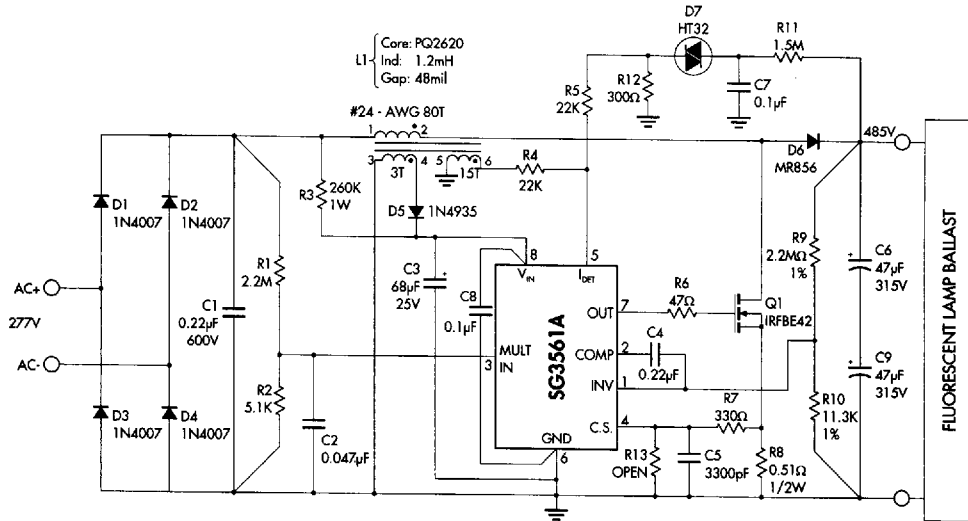 L1
Core: PQ2620
Ind: 1.2mH
Gap: 48mil
#24 - AWG 80T
1
2
3
4
5
6
3T
15T
D7
HT32
R11
1.5M
R12
300Ω
C7
0.1µF
R5
22K
R4
22K
D6
MR856
485V
D1
1N4007
D2
1N4007
R3
260K
1W
D5
1N4935
R1
2.2M
C1
0.22µF
600V
AC+
277V
AC-
R2
5.1K
D3
1N4007
D4
1N4007
C2
0.047µF
C3
68µF
25V
+
C8
0.1µF
8
VIN
5
IDET
SG3561A
OUT
7
MULT
IN
3
COMP
2
INV
1
C.S.
4
GND
6
R6
47Ω
Q1
IRFBE42
C4
0.22µF
R7
330Ω
R13
OPEN
C5
3300pF
R8
0.51Ω
1/2W
R9
2.2MΩ
1%
R10
11.3K
1%
+
C6
47µF
315V
+
C9
47µF
315V
FLUORESCENT LAMP BALLAST